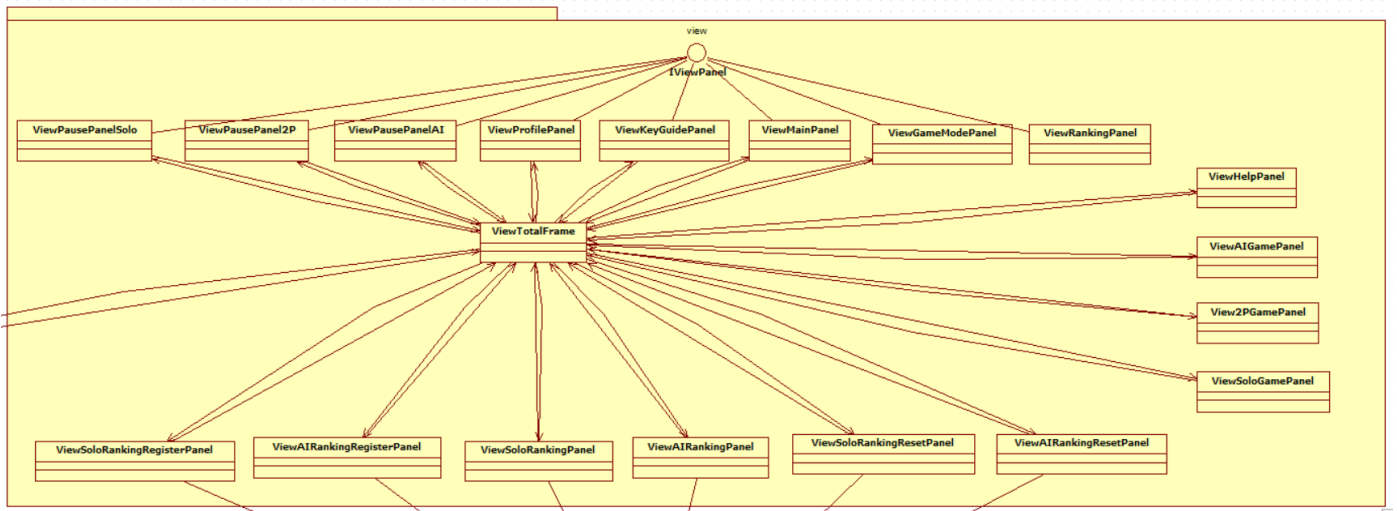 view
IViewPanel
ViewPausePanelSolo
ViewPausePanel2P
ViewPausePanelAI
ViewProfilePanel
ViewKeyGuidePanel
ViewMainPanel
ViewGameModePanel
ViewRankingPanel
ViewHelpPanel
ViewTotalFrame
ViewAIGamePanel
View2PGamePanel
ViewSoloGamePanel
ViewSoloRankingRegisterPanel
ViewAIRankingRegisterPanel
ViewSoloRankingPanel
ViewAIRankingPanel
ViewSoloRankingResetPanel
ViewAIRankingResetPanel